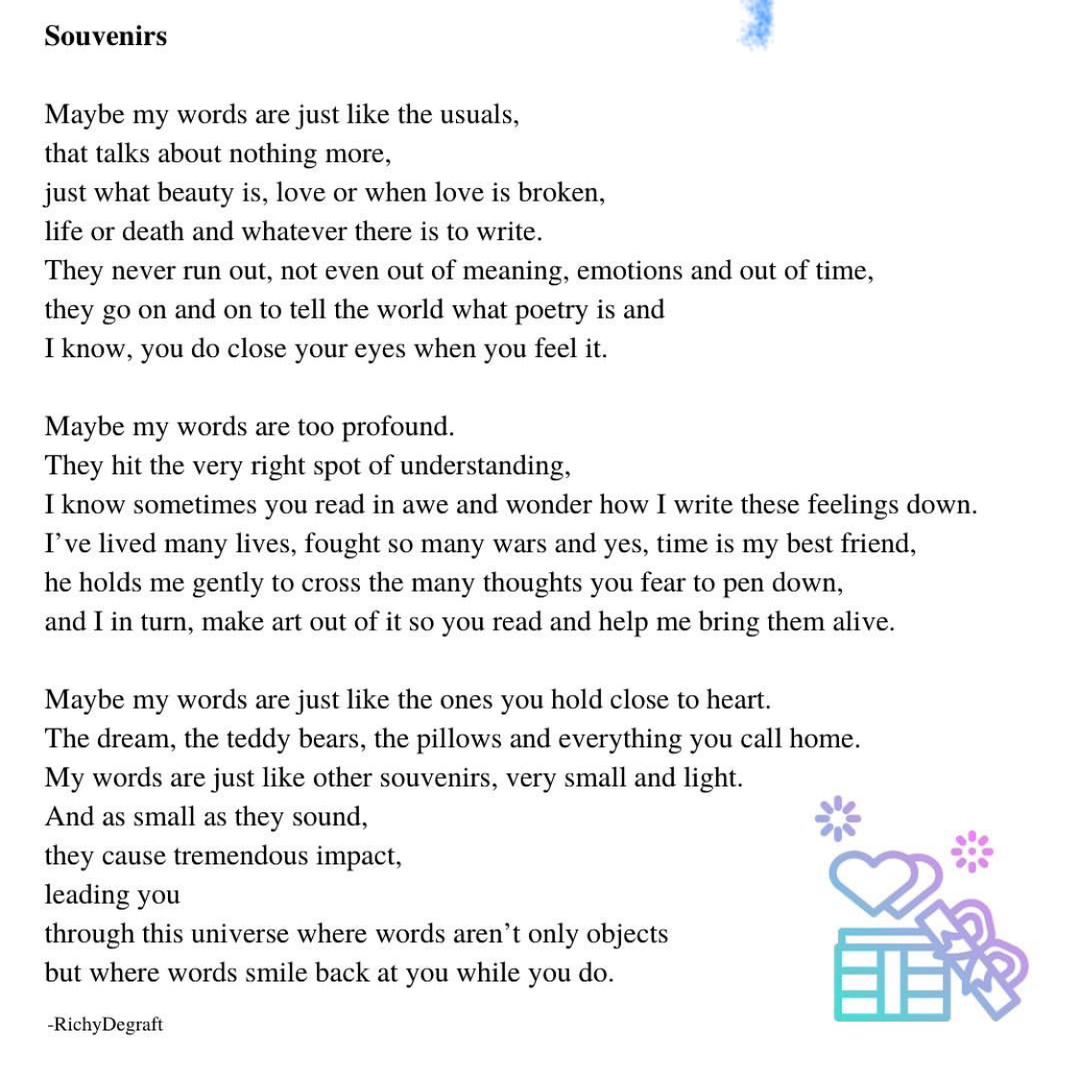 Souvenirs
Maybe my words are just like the usuals,
that talks about nothing more,
just what beauty is, love or when love is broken,
life or death and whatever there is to write.
They never run out, not even out of meaning, emotions and out of time,
they go on and on to tell the world what poetry is and
I know, you do close your eyes when you feel it.
Maybe my words are too profound.
They hit the very right spot of understanding,
I know sometimes you read in awe and wonder how I write these feelings down.
I’ve lived many lives, fought so many wars and yes, time is my best friend,
he holds me gently to cross the many thoughts you fear to pen down,
and I in turn, make art out of it so you read and help me bring them alive.
Maybe my words are just like the ones you hold close to heart.
The dream, the teddy bears, the pillows and everything you call home.
My words are just like other souvenirs, very small and light.
And as small as they sound,
they cause tremendous impact,
leading you
through this universe where words aren’t only objects
but where words smile back at you while you do.
-RichyDegraft